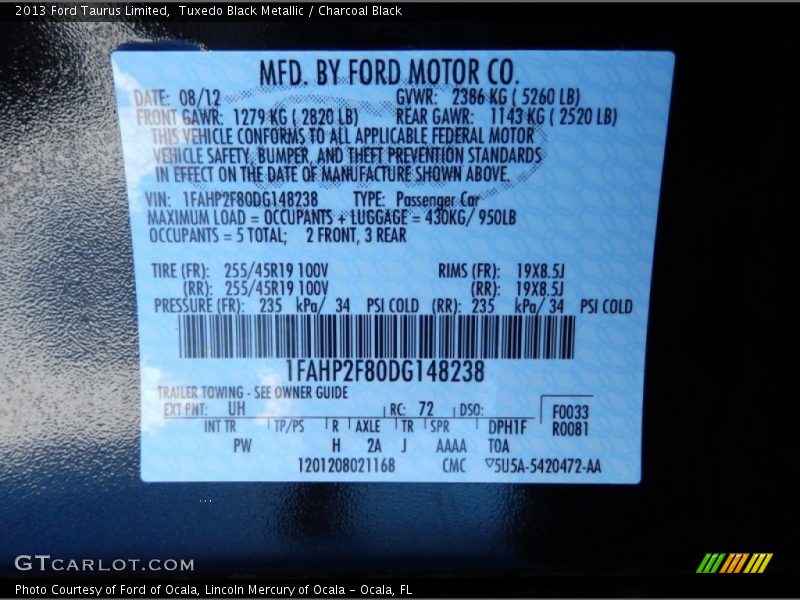 2013 Ford Taurus Limited, Tuxedo Black Metallic / Charcoal Black
MFD. BY FORD MOTOR CO.
DATE: 08/12 GVWR: 2386 KG ( 5260 LB)
FRONT GAWR: 1279 KG ( 2820 LB) REAR GAWR: 1143 KG ( 2520 LB)
THIS VEHICLE CONFORMS TO ALL APPLICABLE FEDERAL MOTOR
VEHICLE SAFETY, BUMPER, AND THEFT PREVENTION STANDARDS
IN EFFECT ON THE DATE OF MANUFACTURE SHOWN ABOVE.
VIN: 1FAHP2F80DG148238 TYPE: Passenger Car
MAXIMUM LOAD = OCCUPANTS + LUGGAGE = 430KG/ 950LB
OCCUPANTS = 5 TOTAL; 2 FRONT, 3 REAR
TIRE (FR): 255/45R19 100V RIMS (FR): 19X8.5J
(RR): 255/45R19 100V (RR): 19X8.5J
PRESSURE (FR): 235 kPa/ 34 PSI COLD (RR): 235 kPa/ 34 PSI COLD
1FAHP2F80DG148238
TRAILER TOWING - SEE OWNER GUIDE
EXT PNT: UH RC: 72 DSO: F0033
INT TR TP/PS R AXLE TR SPR DPH1F R0081
PW H 2A J AAAA TOA
1201208021168 CMC ▽5U5A-5420472-AA
GTCARLOT.COM
Photo Courtesy of Ford of Ocala, Lincoln Mercury of Ocala - Ocala, FL